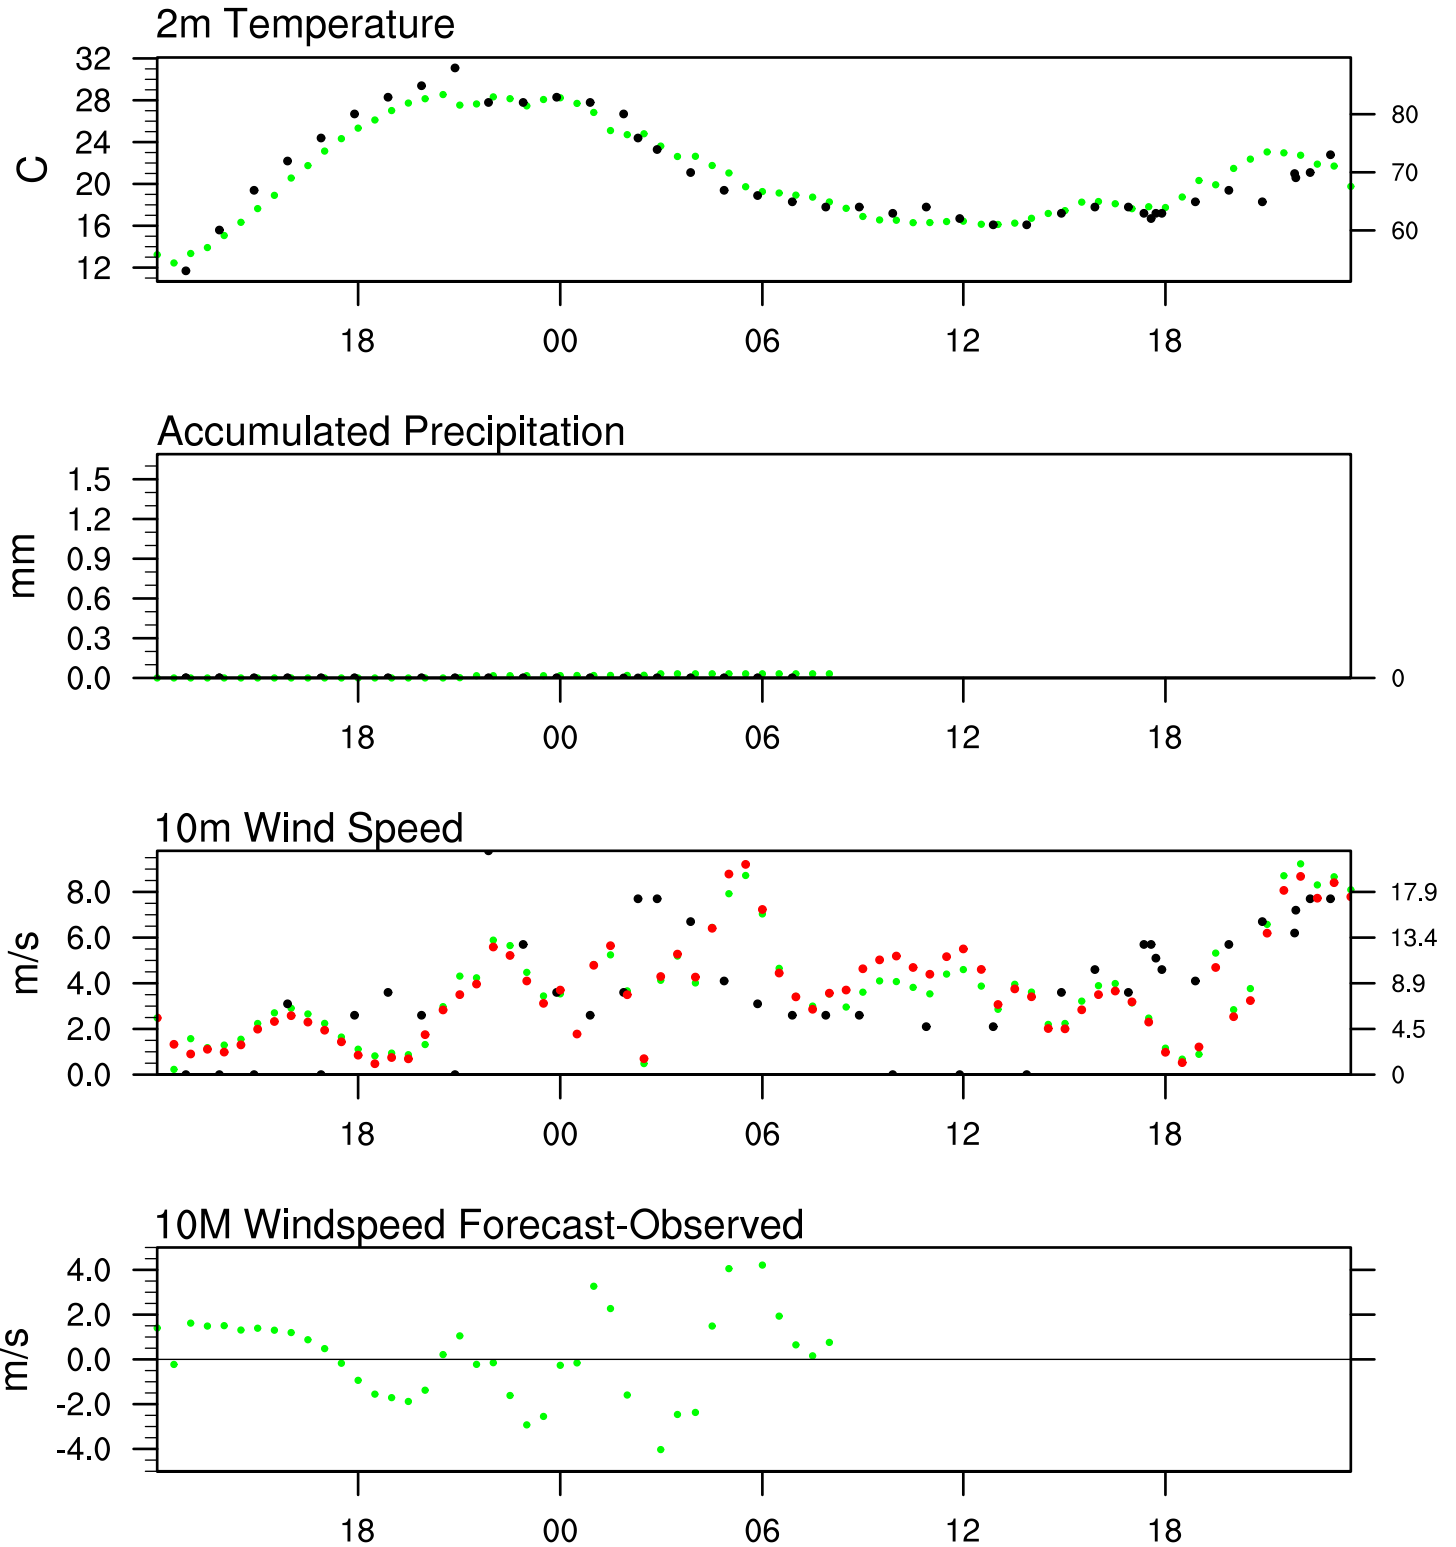 2m Temperature
32
28
24
20
16
12
C
80
70
60
18 00 06 12 18
Accumulated Precipitation
1.5
1.2
0.9
0.6
0.3
0.0
mm
0
18 00 06 12 18
10m Wind Speed
8.0
6.0
4.0
2.0
0.0
m/s
17.9
13.4
8.9
4.5
0
18 00 06 12 18
10M Windspeed Forecast-Observed
4.0
2.0
0.0
-2.0
-4.0
m/s
18 00 06 12 18